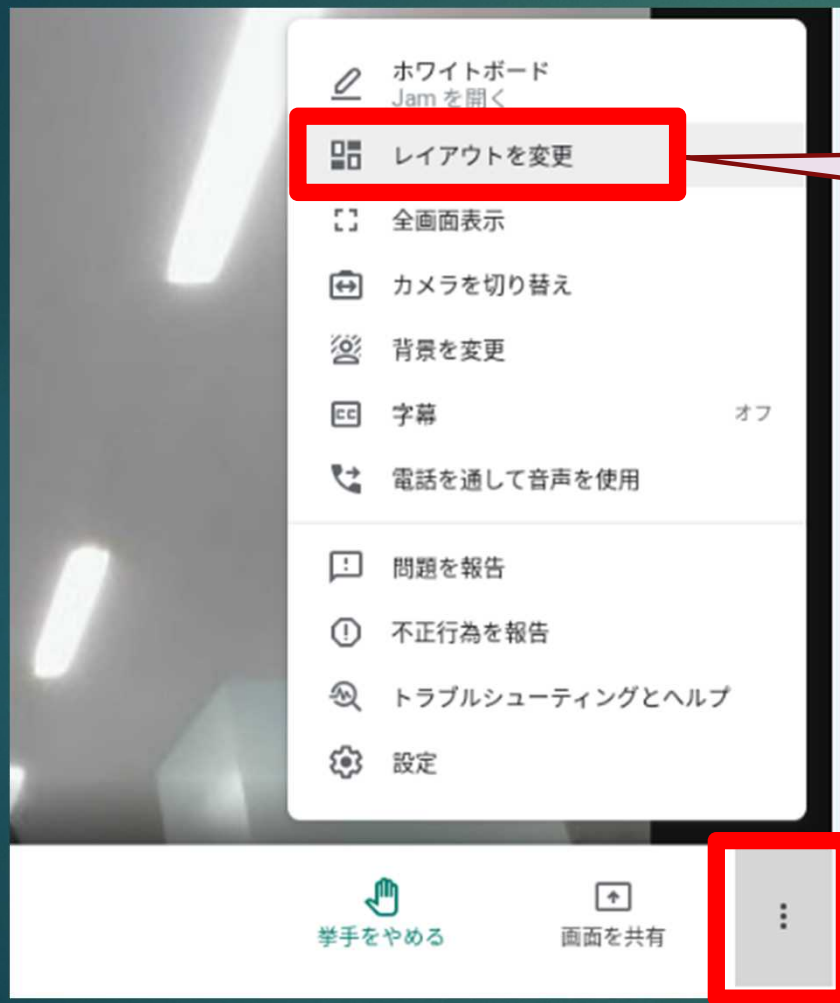 ホワイトボード
Jam を開く
レイアウトを変更
全画面表示
カメラを切り替え
背景を変更
字幕 オフ
電話を通して音声を使用
問題を報告
不正行為を報告
トラブルシューティングとヘルプ
設定
挙手をやめる 画面を共有